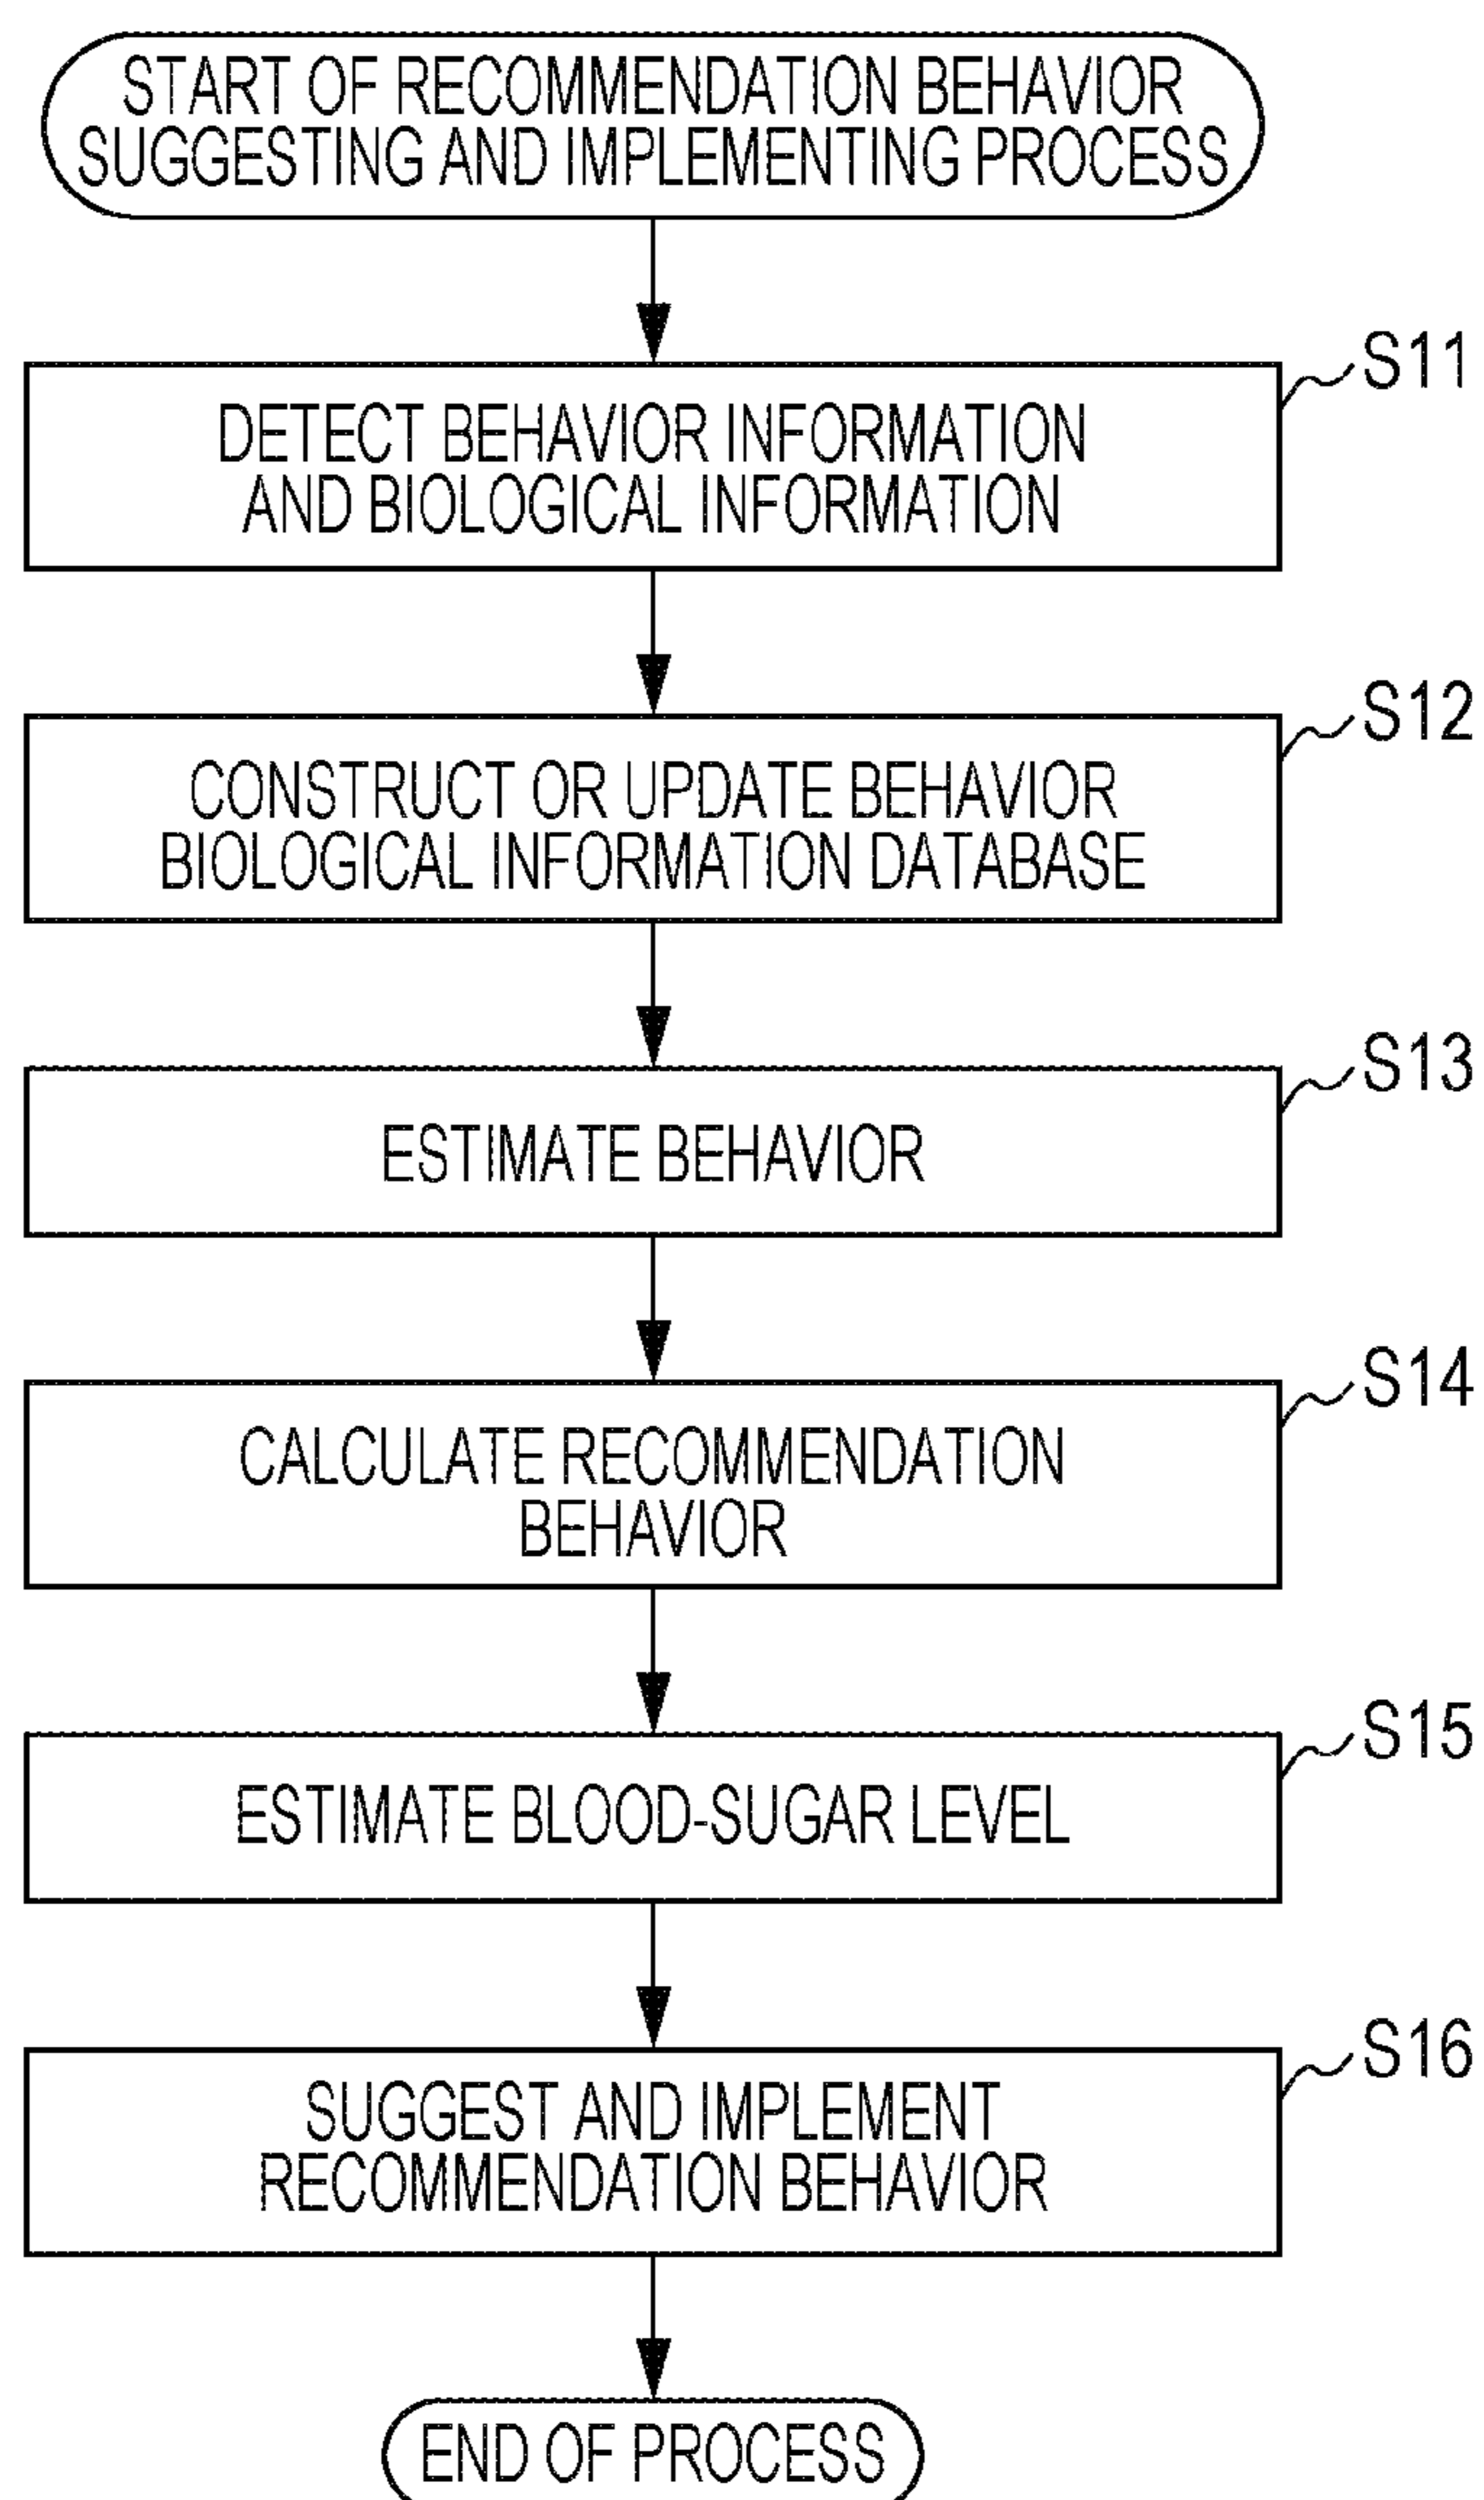 START OF RECOMMENDATION BEHAVIOR
SUGGESTING AND IMPLEMENTING PROCESS
S11
DETECT BEHAVIOR INFORMATION
AND BIOLOGICAL INFORMATION
S12
CONSTRUCT OR UPDATE BEHAVIOR
BIOLOGICAL INFORMATION DATABASE
S13
ESTIMATE BEHAVIOR
S14
CALCULATE RECOMMENDATION
BEHAVIOR
S15
ESTIMATE BLOOD-SUGAR LEVEL
S16
SUGGEST AND IMPLEMENT
RECOMMENDATION BEHAVIOR
END OF PROCESS